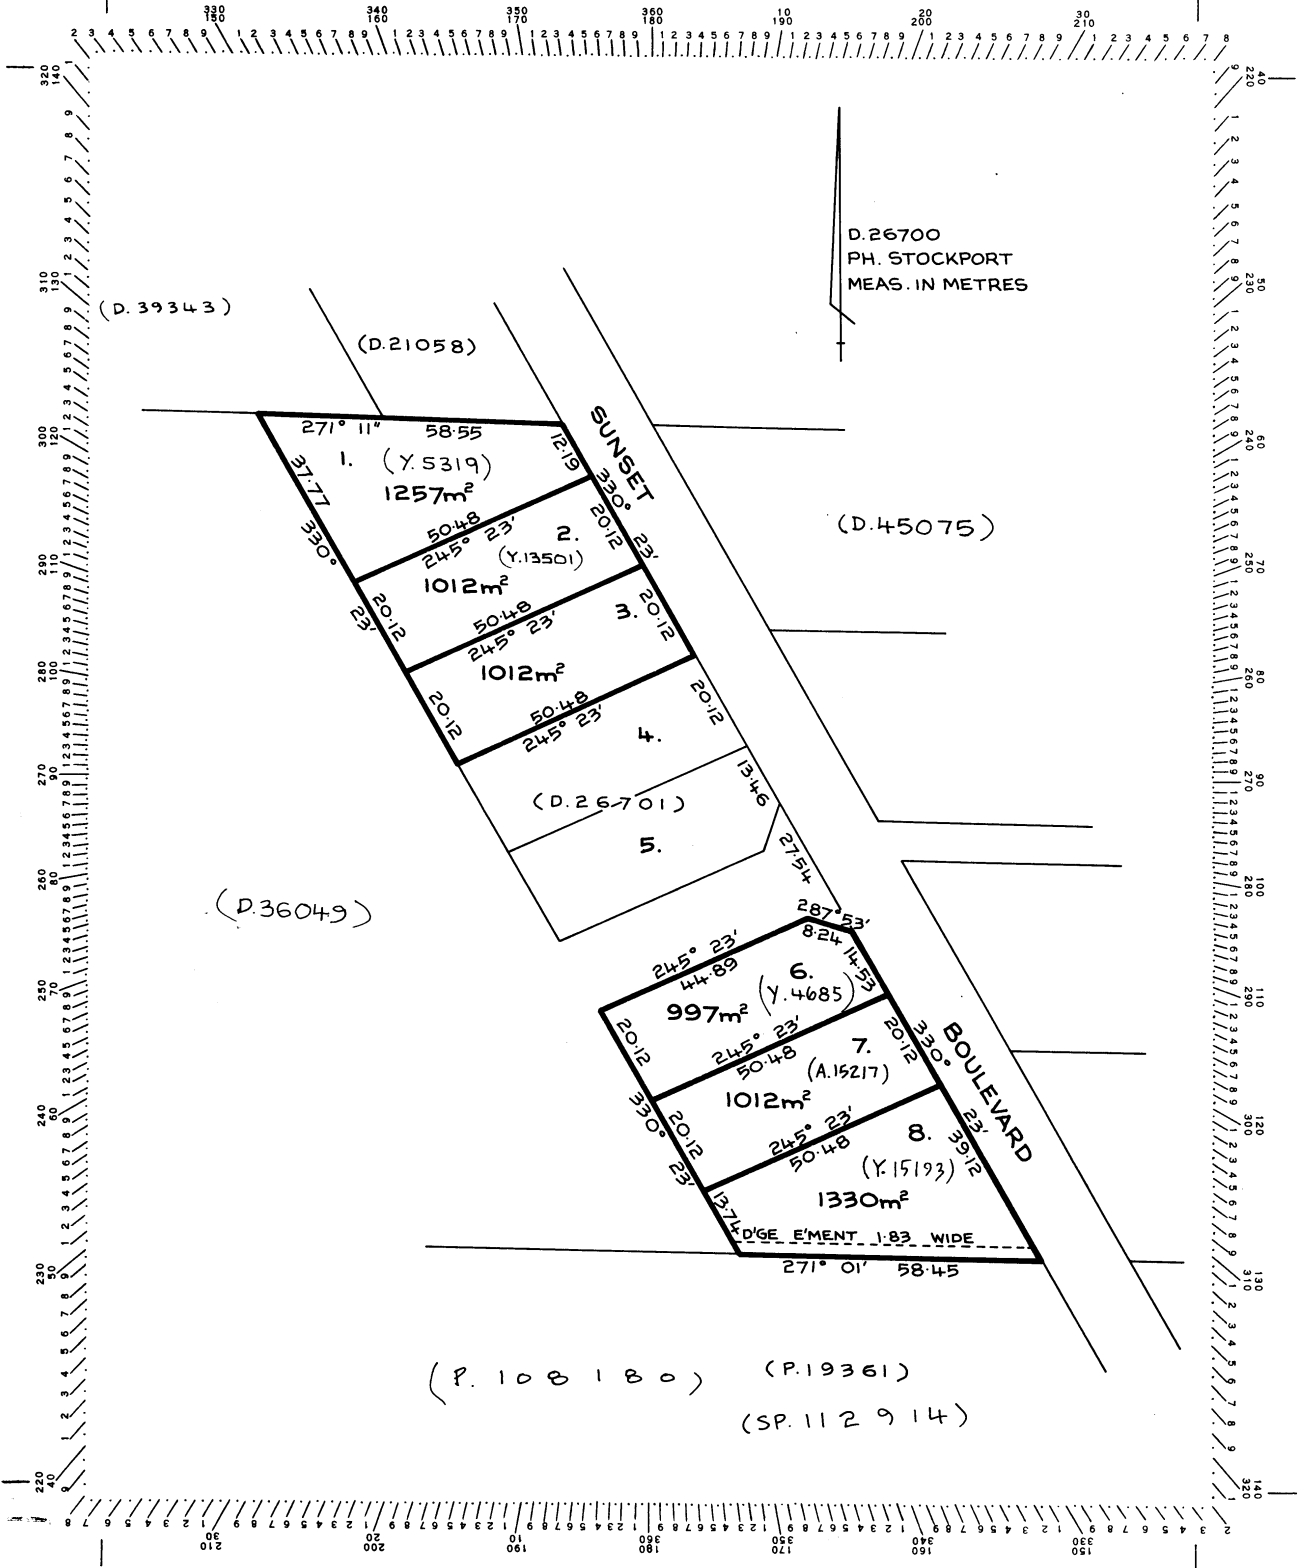 D.26700
PH. STOCKPORT
MEAS. IN METRES
(D.39343)
(D.21058)
SUNSET
271° 11" 58·55
12·19
1. (Y.5319)
1257m²
37·77
330°
23'
330°
23'
50·48
245° 23'
2.
(Y.13501)
20·12
1012m²
20·12
50·48
245° 23'
3.
20·12
1012m²
20·12
50·48
245° 23'
(D.45075)
20·12
4.
13·46
(D.26701)
5.
27·54
(D.36049)
287° 53'
8·24
245° 23'
44·89
14·53
6.
(Y.4685)
997m²
20·12
245° 23'
50·48
330°
23'
BOULEVARD
7.
(A.15217)
20·12
1012m²
330°
23'
20·12
245° 23'
50·48
8.
39·12
(Y.15193)
1330m²
13·74
D'GE E'MENT 1·83 WIDE
271° 01' 58·45
(P. 108180)
(P.19361)
(SP.112914)